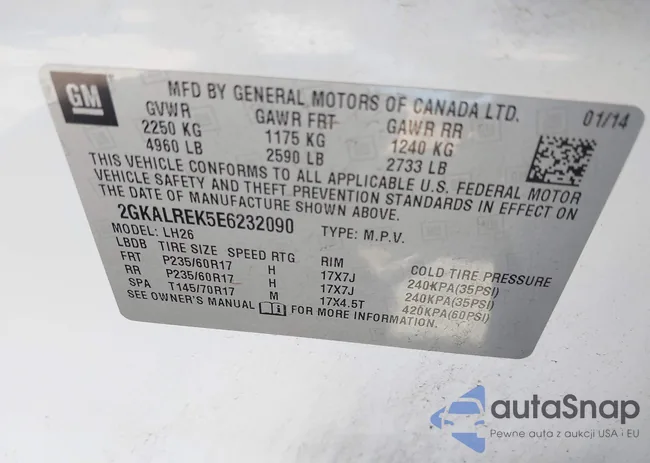 GM
MFD BY GENERAL MOTORS OF CANADA LTD.
01/14
GVWR GAWR FRT GAWR RR
2250 KG 1175 KG 1240 KG
4960 LB 2590 LB 2733 LB
THIS VEHICLE CONFORMS TO ALL APPLICABLE U.S. FEDERAL MOTOR
VEHICLE SAFETY AND THEFT PREVENTION STANDARDS IN EFFECT ON
THE DATE OF MANUFACTURE SHOWN ABOVE.
2GKALREK5E6232090 TYPE: M.P.V.
MODEL: LH26
LBDB TIRE SIZE SPEED RTG RIM COLD TIRE PRESSURE
FRT P235/60R17 H 17X7J 240KPA(35PSI)
RR P235/60R17 H 17X7J 240KPA(35PSI)
SPA T145/70R17 M 17X4.5T 420KPA(60PSI)
SEE OWNER'S MANUAL FOR MORE INFORMATION.
autaSnap
Pewne auta z aukcji USA i EU